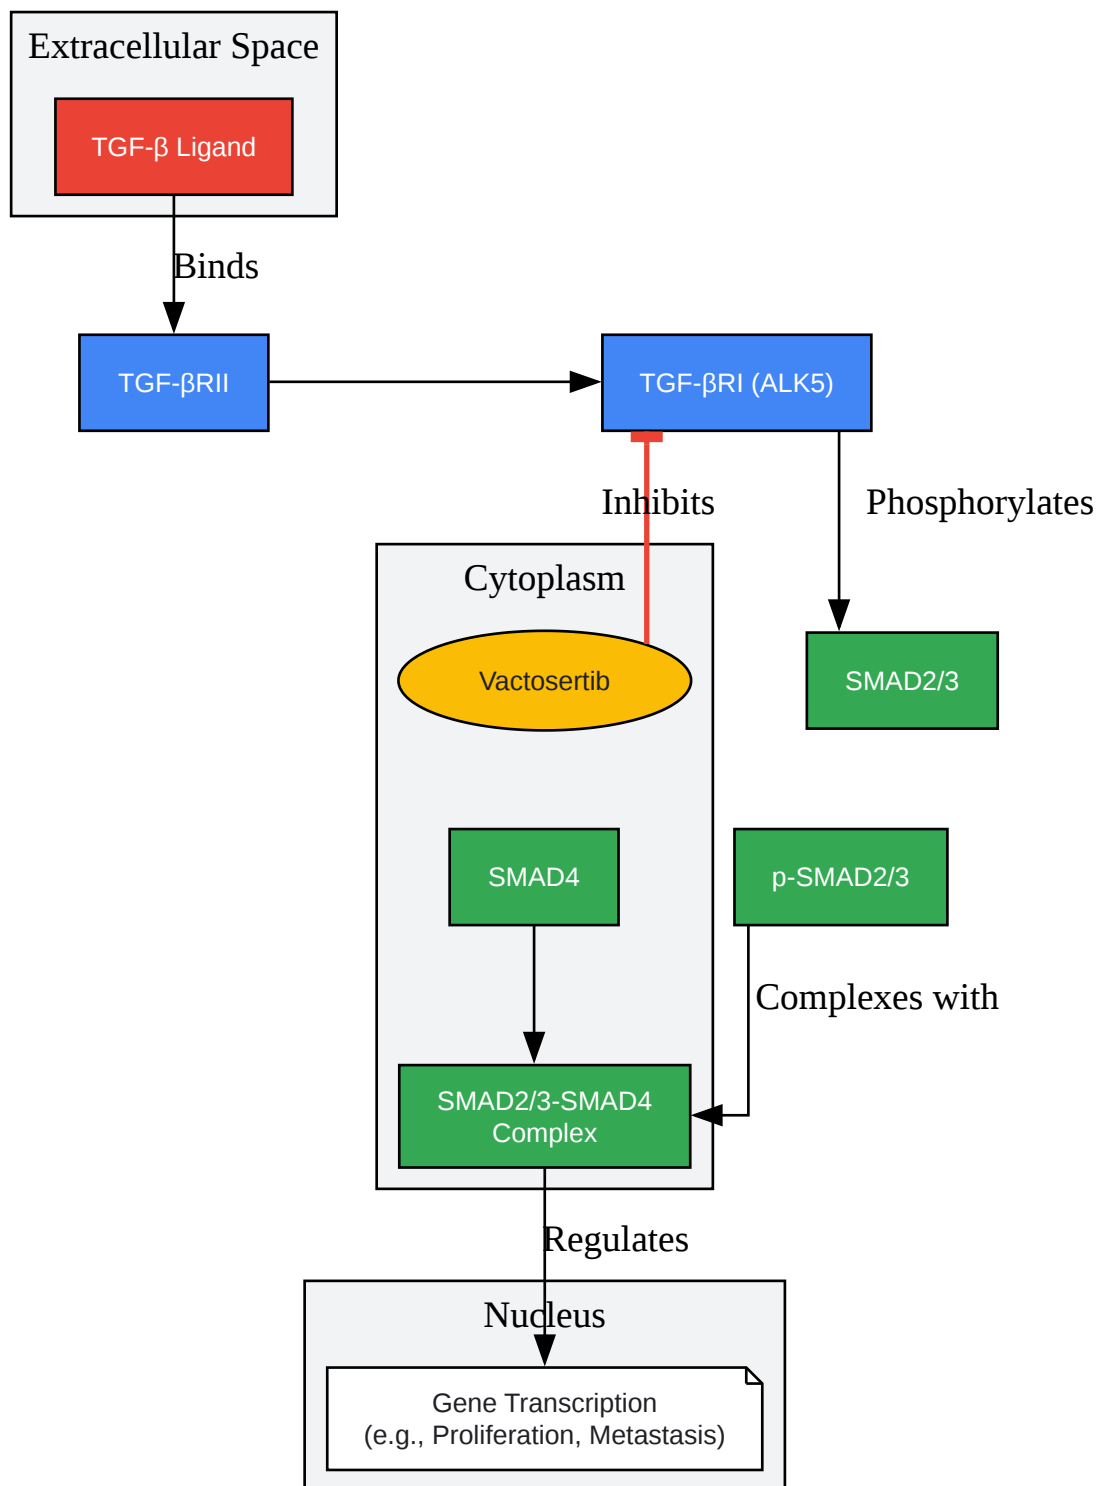 Extracellular Space
TGF-β Ligand
Binds
TGF-βRII
TGF-βRI (ALK5)
Inhibits
Phosphorylates
Cytoplasm
Vactosertib
SMAD2/3
SMAD4
p-SMAD2/3
Complexes with
SMAD2/3-SMAD4
Complex
Regulates
Nucleus
Gene Transcription
(e.g., Proliferation, Metastasis)